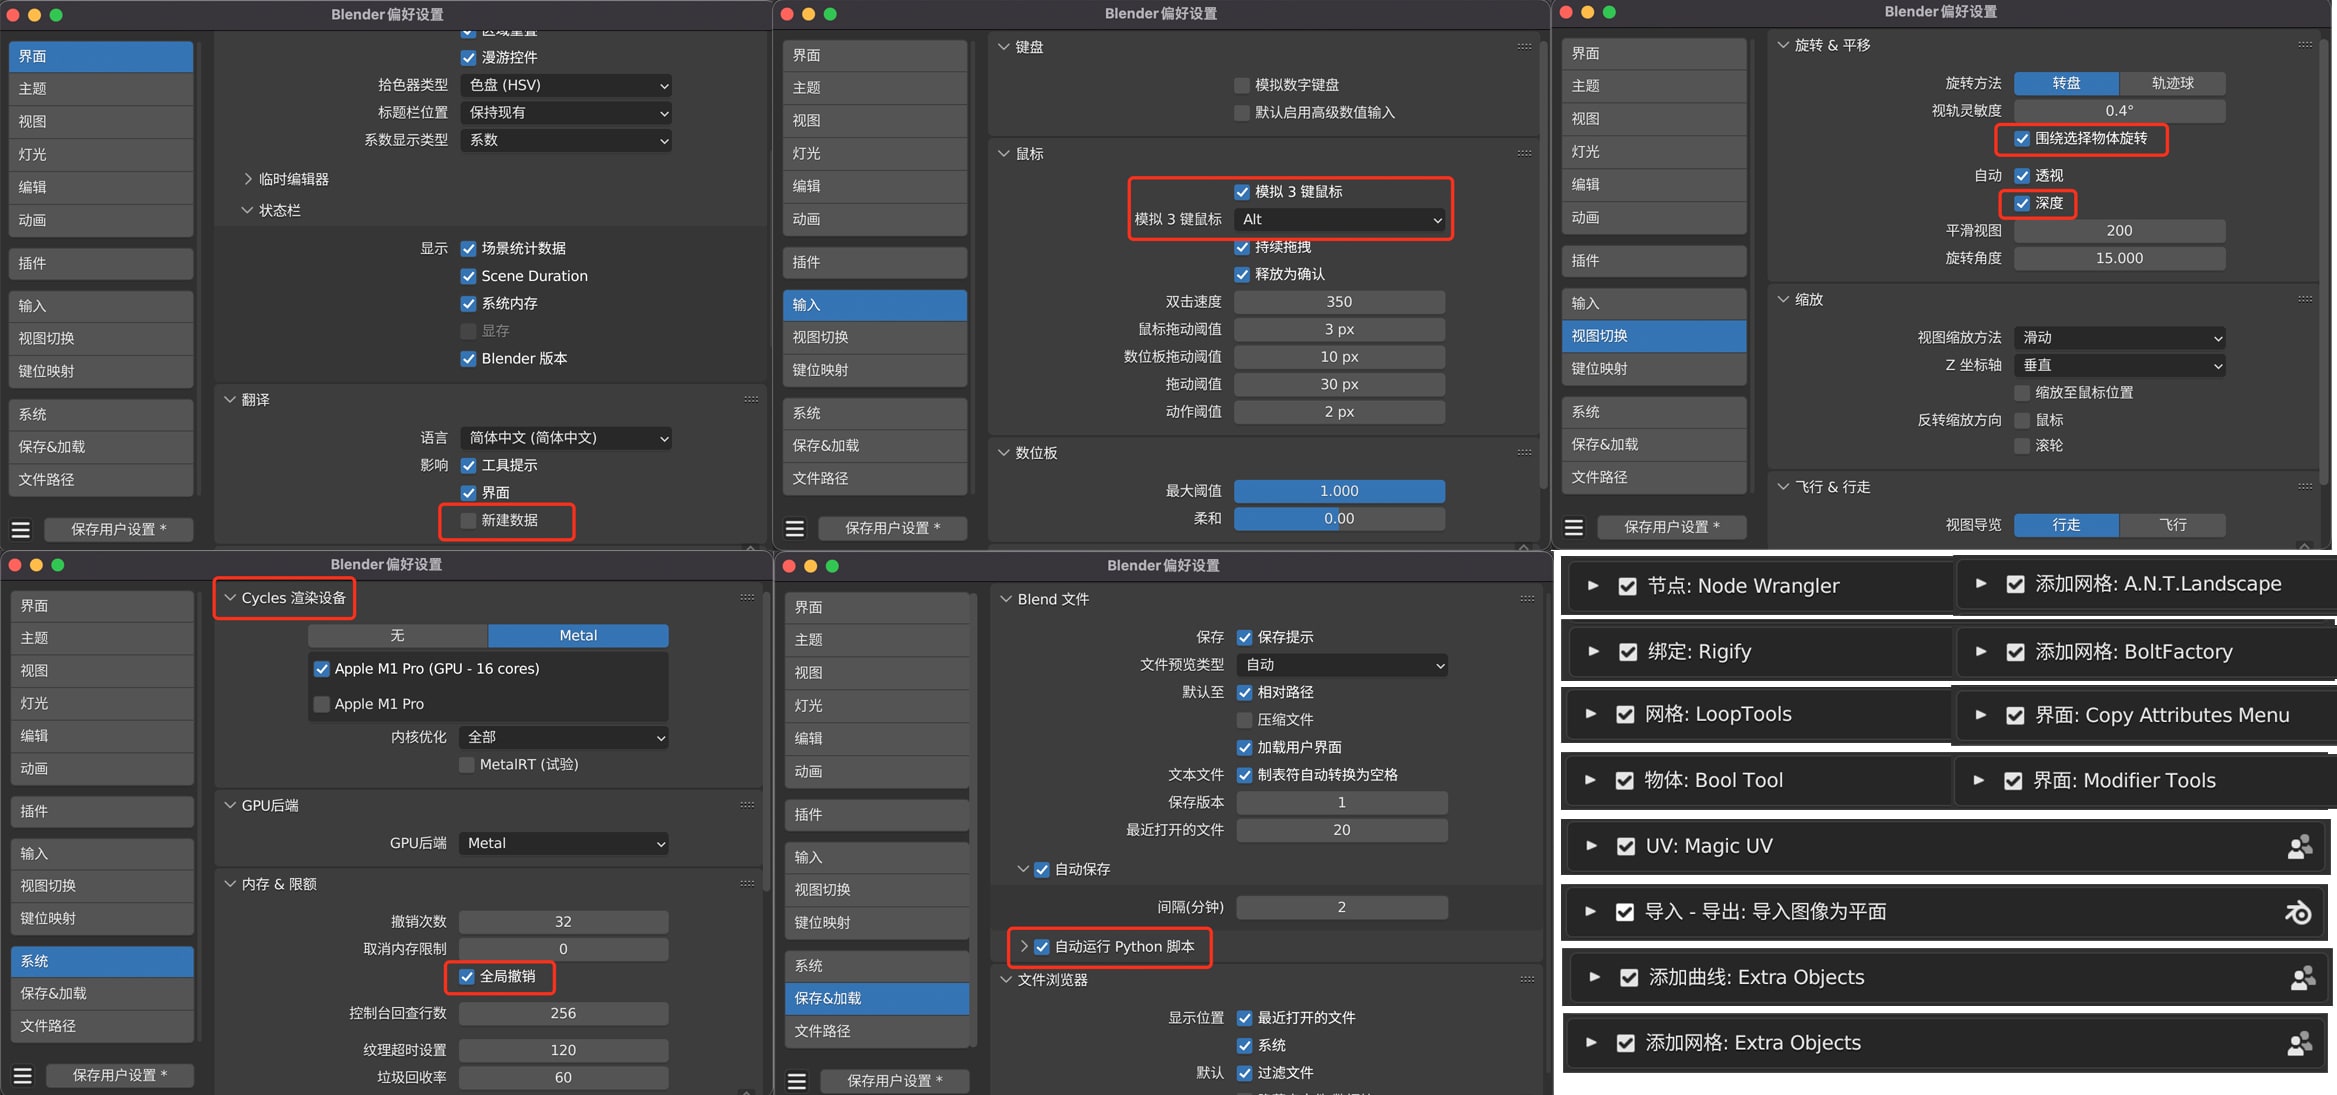 Blender偏好设置
界面
主题
视图
灯光
编辑
动画
插件
输入
视图切换
键位映射
系统
保存&加载
文件路径
保存用户设置 *
区域重叠
漫游控件
拾色器类型 色盘 (HSV)
标题栏位置 保持现有
系数显示类型 系数
临时编辑器
状态栏
显示 场景统计数据
Scene Duration
系统内存
显存
Blender 版本
翻译
语言 简体中文 (简体中文)
影响 工具提示
界面
新建数据
Blender偏好设置
界面
主题
视图
灯光
编辑
动画
插件
输入
视图切换
键位映射
系统
保存&加载
文件路径
保存用户设置 *
键盘
模拟数字键盘
默认启用高级数值输入
鼠标
模拟 3 键鼠标
模拟 3 键鼠标 Alt
持续拖拽
释放为确认
双击速度 350
鼠标拖动阈值 3 px
数位板拖动阈值 10 px
拖动阈值 30 px
动作阈值 2 px
数位板
最大阈值 1.000
柔和 0.00
Blender偏好设置
界面
主题
视图
灯光
编辑
动画
插件
输入
视图切换
键位映射
系统
保存&加载
文件路径
保存用户设置 *
旋转 & 平移
旋转方法 转盘 轨迹球
视轨灵敏度 0.4°
围绕选择物体旋转
自动 透视
深度
平滑视图 200
旋转角度 15.000
缩放
视图缩放方法 滑动
Z 坐标轴 垂直
缩放至鼠标位置
反转缩放方向 鼠标
滚轮
飞行 & 行走
视图导览 行走 飞行
Blender偏好设置
界面
主题
视图
灯光
编辑
动画
插件
输入
视图切换
键位映射
系统
保存&加载
文件路径
保存用户设置 *
Cycles 渲染设备
无 Metal
Apple M1 Pro (GPU - 16 cores)
Apple M1 Pro
内核优化 全部
MetalRT (试验)
GPU后端
GPU后端 Metal
内存 & 限额
撤销次数 32
取消内存限制 0
全局撤销
控制台回查行数 256
纹理超时设置 120
垃圾回收率 60
Blender偏好设置
界面
主题
视图
灯光
编辑
动画
插件
输入
视图切换
键位映射
系统
保存&加载
文件路径
保存用户设置 *
Blend 文件
保存 保存提示
文件预览类型 自动
默认至 相对路径
压缩文件
加载用户界面
文本文件 制表符自动转换为空格
保存版本 1
最近打开的文件 20
自动保存
间隔(分钟) 2
自动运行 Python 脚本
文件浏览器
显示位置 最近打开的文件
系统
默认 过滤文件
节点: Node Wrangler
添加网格: A.N.T.Landscape
绑定: Rigify
添加网格: BoltFactory
网格: LoopTools
界面: Copy Attributes Menu
物体: Bool Tool
界面: Modifier Tools
UV: Magic UV
导入 - 导出: 导入图像为平面
添加曲线: Extra Objects
添加网格: Extra Objects